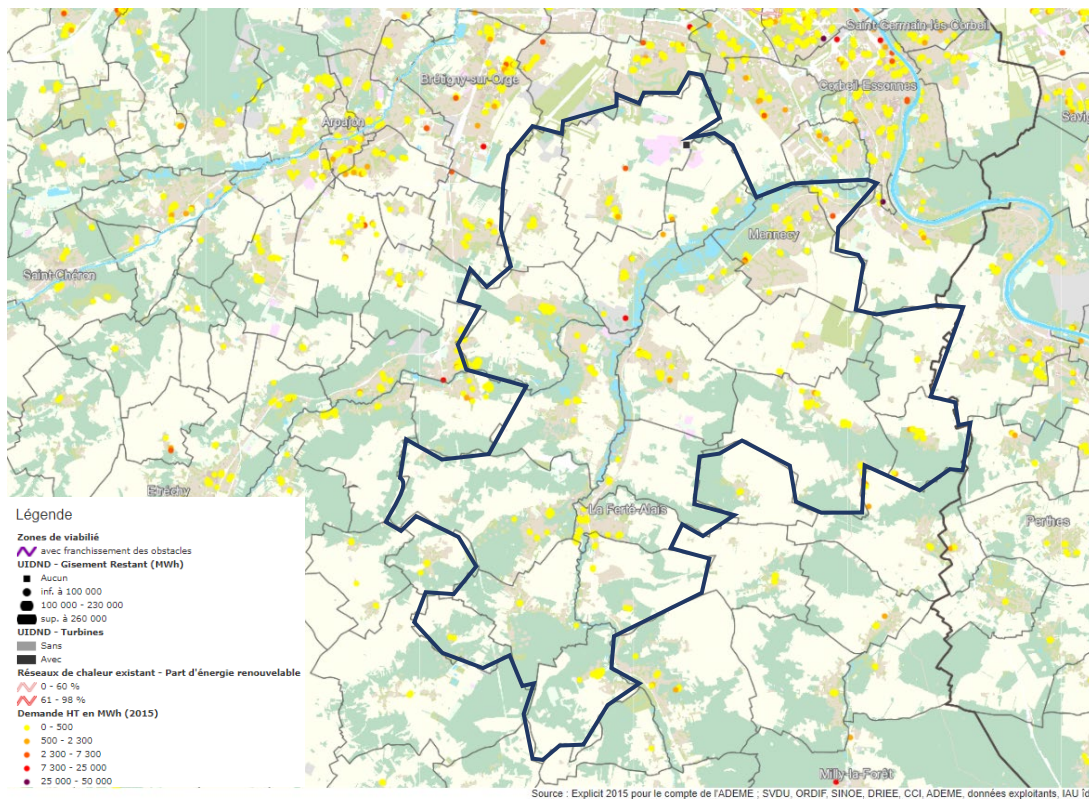 Saint-Germain-lès-Corbeil
Brétigny-sur-Orge
Corbeil-Essonnes
Arpajon
Mennecy
Saint-Chéron
Etréchy
La Ferté-Alais
Perthes
Milly-la-Forêt
Légende
Zones de viabilié
avec franchissement des obstacles
UIDND - Gisement Restant (MWh)
Aucun
inf. à 100 000
100 000 - 230 000
sup. à 260 000
UIDND - Turbines
Sans
Avec
Réseaux de chaleur existant - Part d'énergie renouvelable
0 - 60 %
61 - 98 %
Demande HT en MWh (2015)
0 - 500
500 - 2 300
2 300 - 7 300
7 300 - 25 000
25 000 - 50 000
Source : Explicit 2015 pour le compte de l'ADEME ; SVDU, ORDIF, SINOE, DRIEE, CCI, ADEME, données exploitants, IAU îd